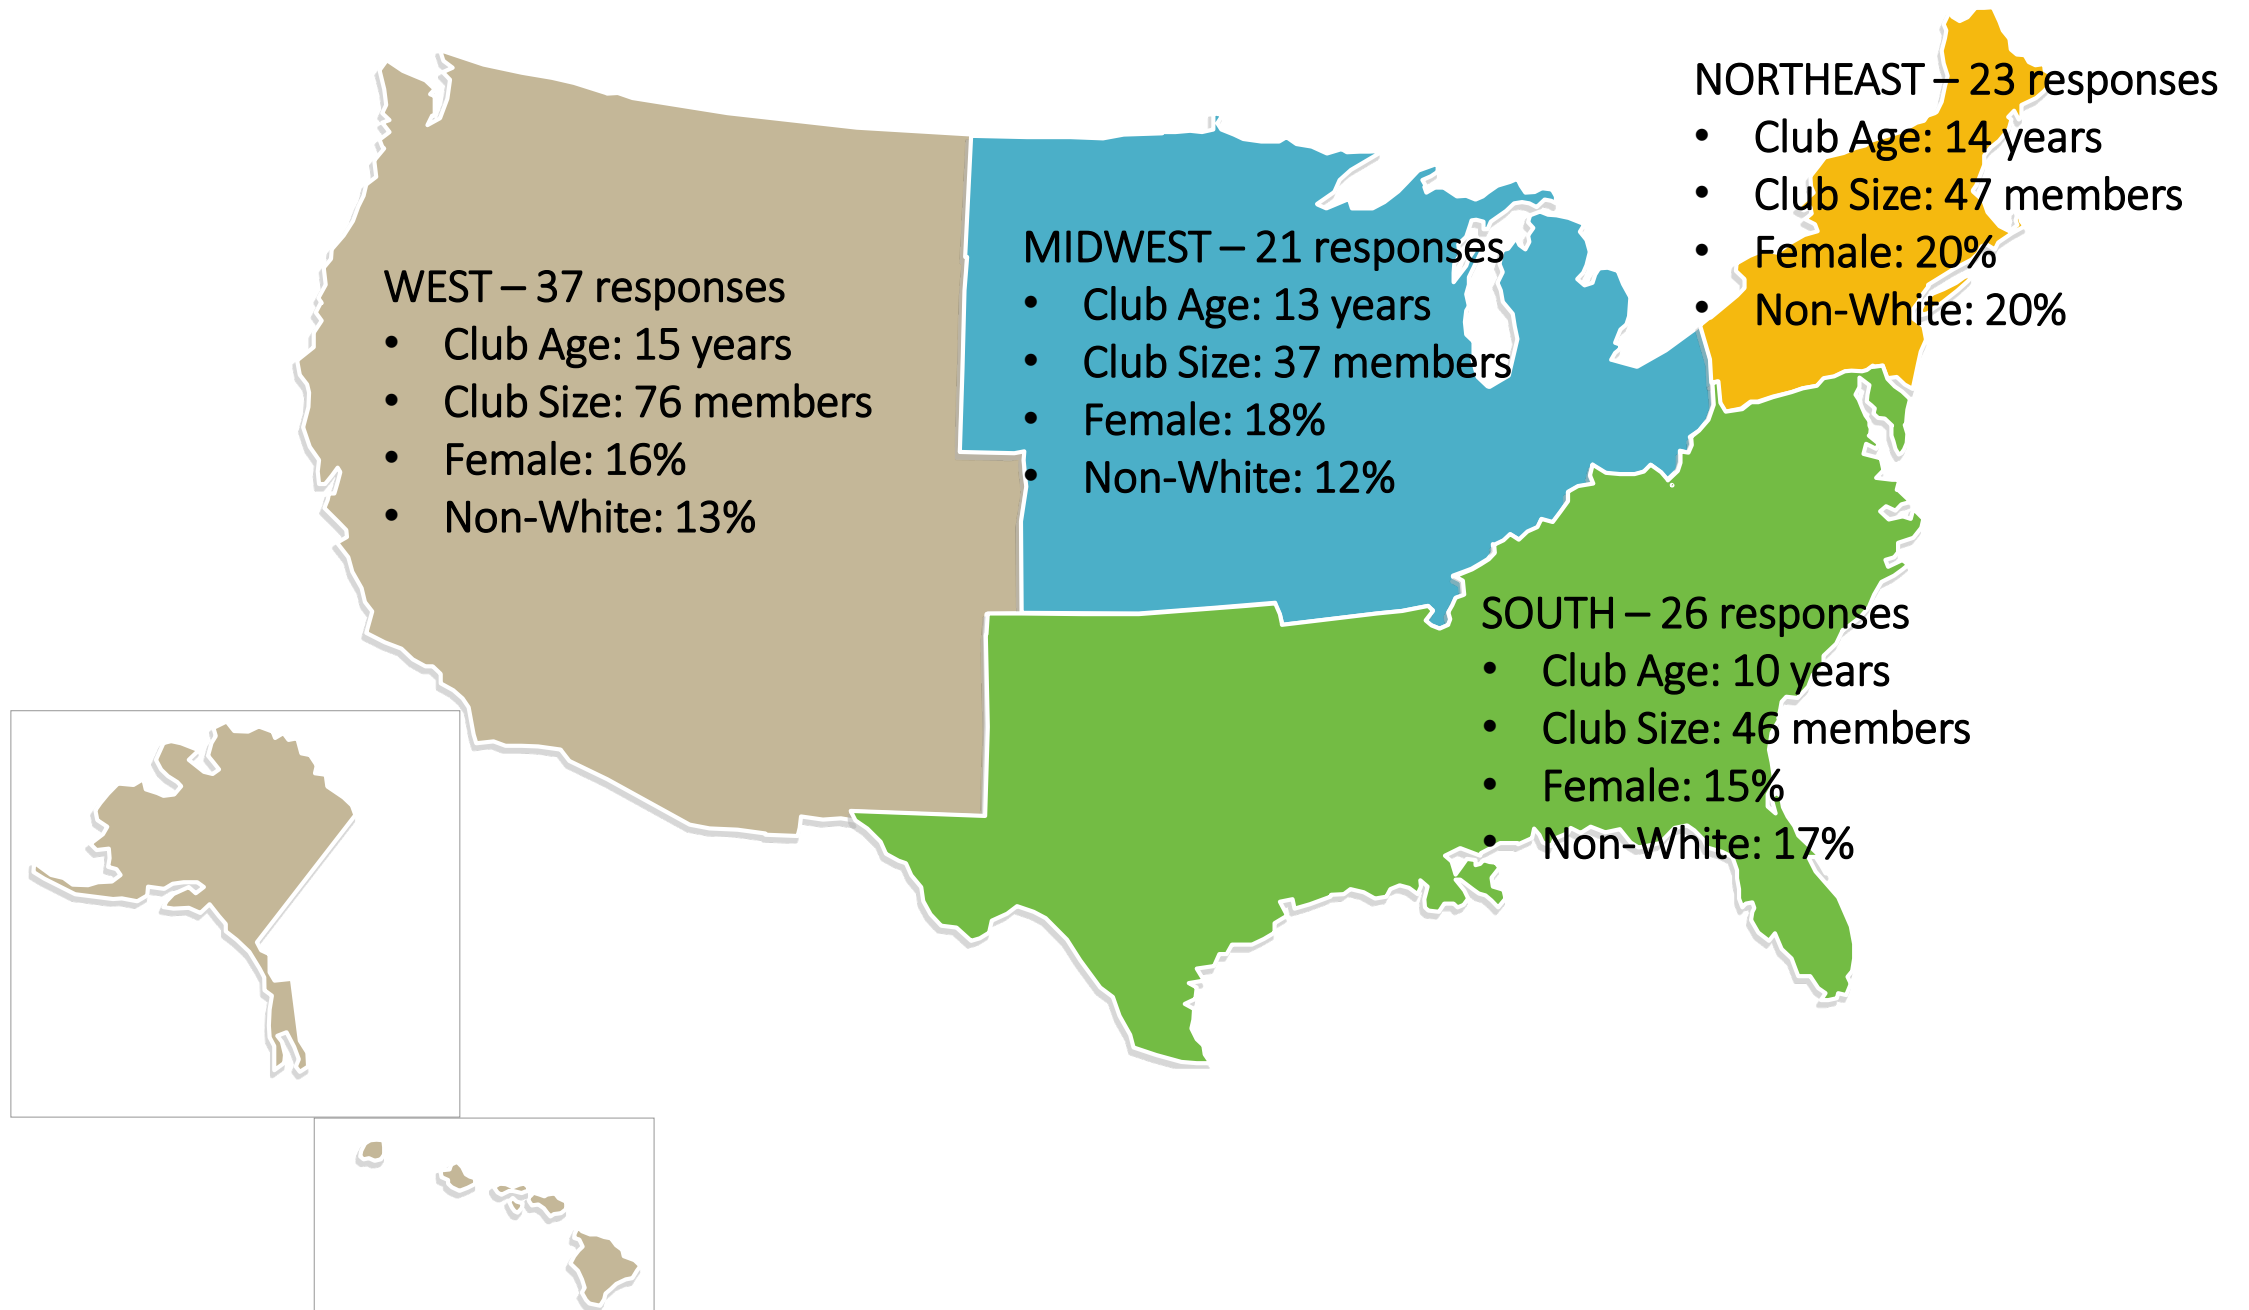 WEST – 37 responses
• Club Age: 15 years
• Club Size: 76 members
• Female: 16%
• Non-White: 13%
MIDWEST – 21 responses
• Club Age: 13 years
• Club Size: 37 members
• Female: 18%
• Non-White: 12%
NORTHEAST – 23 responses
• Club Age: 14 years
• Club Size: 47 members
• Female: 20%
• Non-White: 20%
SOUTH – 26 responses
• Club Age: 10 years
• Club Size: 46 members
• Female: 15%
• Non-White: 17%